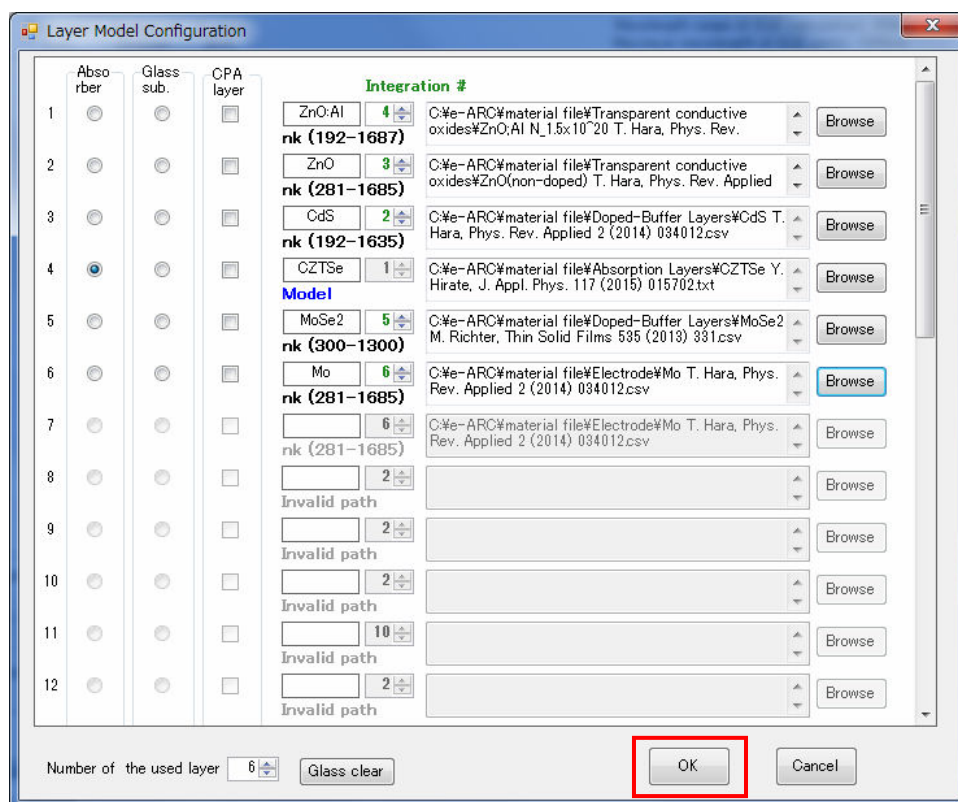 Layer Model Configuration
Abso
rber
Glass
sub.
CPA
layer
Integration #
1 ZnO:Al 4 C:¥e-ARC¥material file¥Transparent conductive
oxides¥ZnO;Al N_1.5x10^20 T. Hara, Phys. Rev. Browse
nk (192-1687)
2 ZnO 3 C:¥e-ARC¥material file¥Transparent conductive
oxides¥ZnO(non-doped) T. Hara, Phys. Rev. Applied Browse
nk (281-1685)
3 CdS 2 C:¥e-ARC¥material file¥Doped-Buffer Layers¥CdS T.
Hara, Phys. Rev. Applied 2 (2014) 034012.csv Browse
nk (192-1635)
4 CZTSe 1 C:¥e-ARC¥material file¥Absorption Layers¥CZTSe Y.
Hirate, J. Appl. Phys. 117 (2015) 015702.txt Browse
Model
5 MoSe2 5 C:¥e-ARC¥material file¥Doped-Buffer Layers¥MoSe2
M. Richter, Thin Solid Films 535 (2013) 331.csv Browse
nk (300-1300)
6 Mo 6 C:¥e-ARC¥material file¥Electrode¥Mo T. Hara, Phys.
Rev. Applied 2 (2014) 034012.csv Browse
nk (281-1685)
7 6 C:¥e-ARC¥material file¥Electrode¥Mo T. Hara, Phys.
Rev. Applied 2 (2014) 034012.csv Browse
nk (281-1685)
8 2 Browse
Invalid path
9 2 Browse
Invalid path
10 2 Browse
Invalid path
11 10 Browse
Invalid path
12 2 Browse
Invalid path
Number of the used layer 6 Glass clear OK Cancel